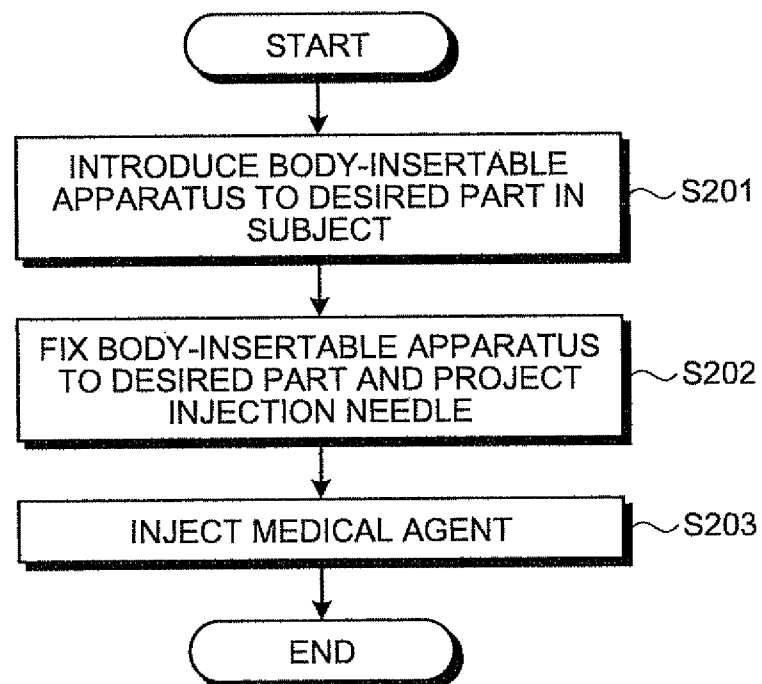 START
INTRODUCE BODY-INSERTABLE
APPARATUS TO DESIRED PART IN
SUBJECT
S201
FIX BODY-INSERTABLE APPARATUS
TO DESIRED PART AND PROJECT
INJECTION NEEDLE
S202
INJECT MEDICAL AGENT
S203
END